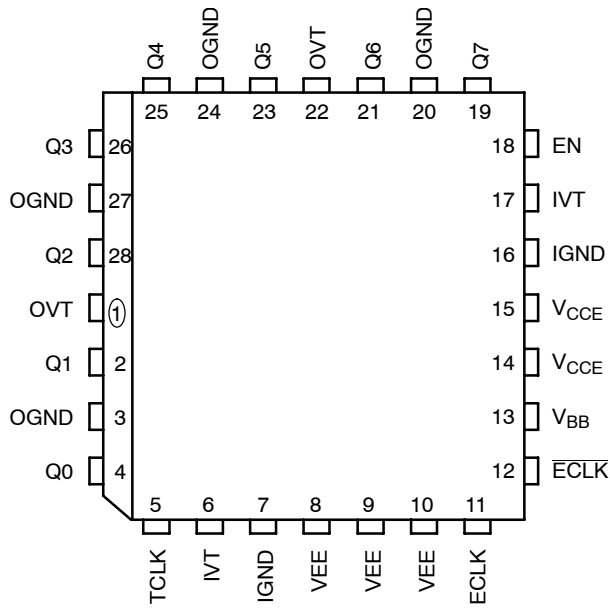 Q4 OGND Q5 OVT Q6 OGND Q7
25 24 23 22 21 20 19
Q3 26 18 EN
OGND 27 17 IVT
Q2 28 16 IGND
OVT 1 15 VCCE
Q1 2 14 VCCE
OGND 3 13 VBB
Q0 4 12 E̅C̅L̅K̅
5 6 7 8 9 10 11
TCLK IVT IGND VEE VEE VEE ECLK